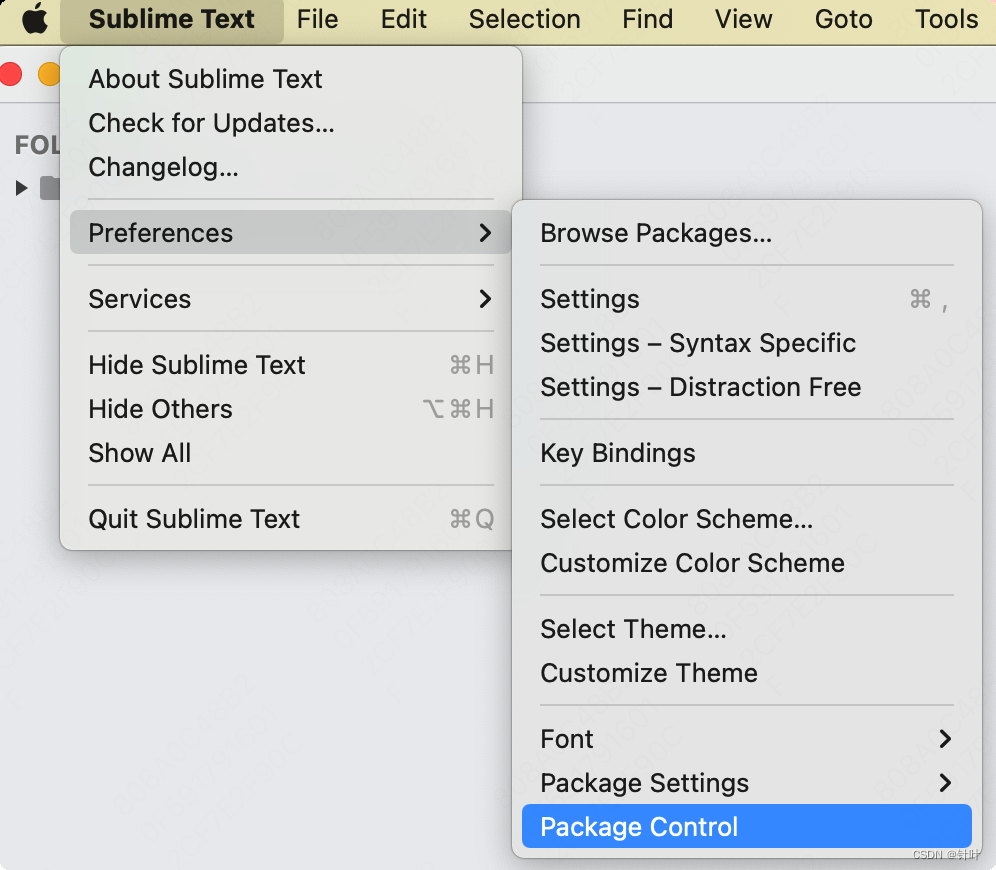 Sublime Text File Edit Selection Find View Goto Tools
About Sublime Text
Check for Updates...
Changelog...
FOL
Preferences
Services
Hide Sublime Text ⌘H
Hide Others ⌥⌘H
Show All
Quit Sublime Text ⌘Q
Browse Packages...
Settings ⌘ ,
Settings – Syntax Specific
Settings – Distraction Free
Key Bindings
Select Color Scheme...
Customize Color Scheme
Select Theme...
Customize Theme
Font
Package Settings
Package Control
CSDN @针叶